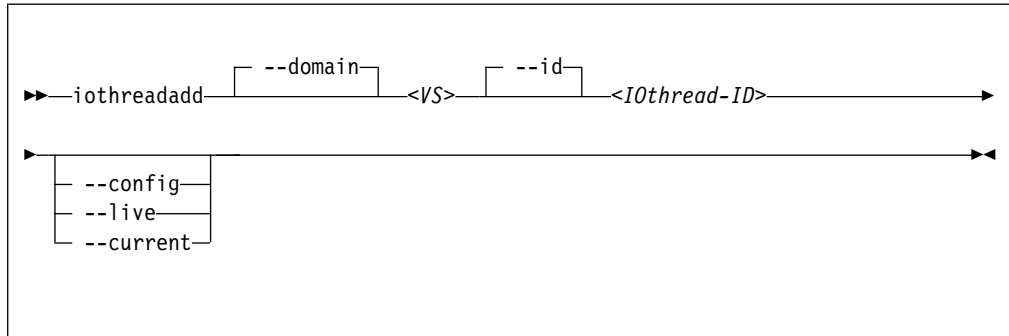 --domain --id
iothreadadd <VS> <IOthread-ID>
--config
--live
--current